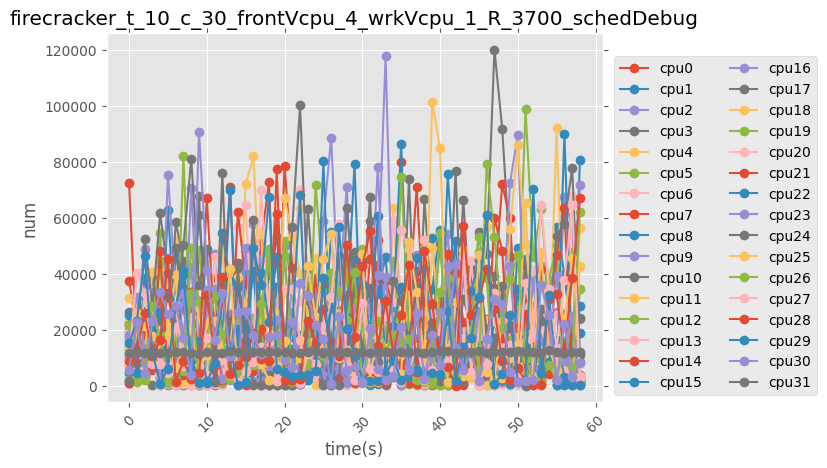 firecracker_t_10_c_30_frontVcpu_4_wrkVcpu_1_R_3700_schedDebug
120000
100000
80000
60000
40000
20000
0
num
0
10
20
30
40
50
60
time(s)
cpu0
cpu1
cpu2
cpu3
cpu4
cpu5
cpu6
cpu7
cpu8
cpu9
cpu10
cpu11
cpu12
cpu13
cpu14
cpu15
cpu16
cpu17
cpu18
cpu19
cpu20
cpu21
cpu22
cpu23
cpu24
cpu25
cpu26
cpu27
cpu28
cpu29
cpu30
cpu31